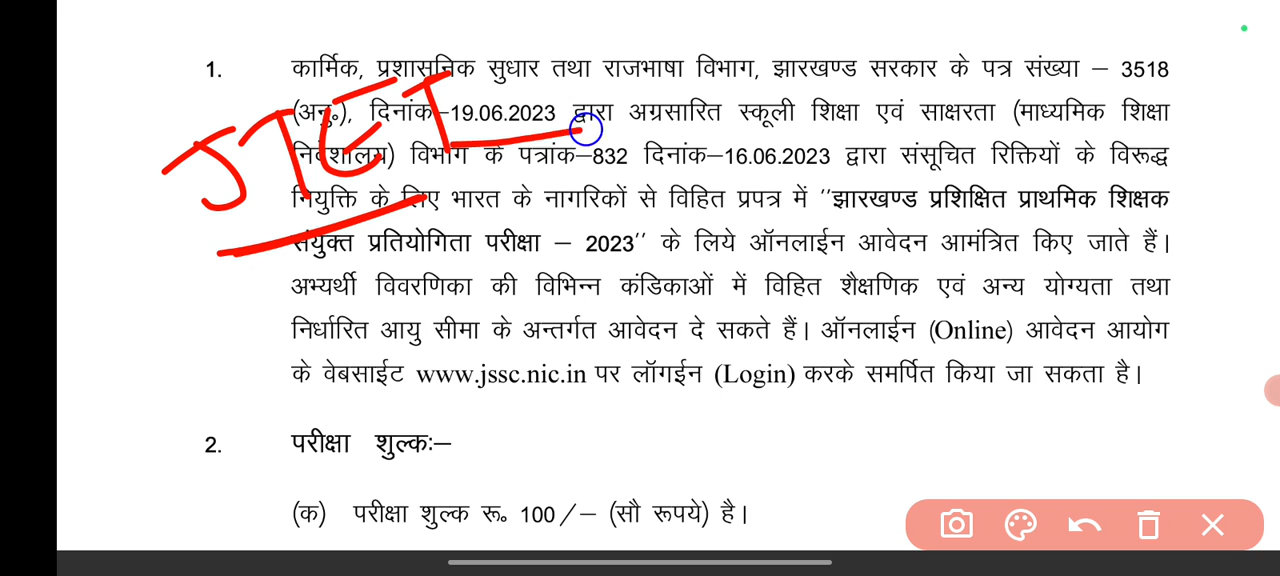 1. कार्मिक, प्रशासनिक सुधार तथा राजभाषा विभाग, झारखण्ड सरकार के पत्र संख्या – 3518
(अनु॰), दिनांक–19.06.2023 द्वारा अग्रसारित स्कूली शिक्षा एवं साक्षरता (माध्यमिक शिक्षा
निदेशालय) विभाग के पत्रांक–832 दिनांक–16.06.2023 द्वारा संसूचित रिक्तियों के विरूद्ध
नियुक्ति के लिए भारत के नागरिकों से विहित प्रपत्र में ''झारखण्ड प्रशिक्षित प्राथमिक शिक्षक
संयुक्त प्रतियोगिता परीक्षा – 2023'' के लिये ऑनलाईन आवेदन आमंत्रित किए जाते हैं।
अभ्यर्थी विवरणिका की विभिन्न कंडिकाओं में विहित शैक्षणिक एवं अन्य योग्यता तथा
निर्धारित आयु सीमा के अन्तर्गत आवेदन दे सकते हैं। ऑनलाईन (Online) आवेदन आयोग
के वेबसाईट www.jssc.nic.in पर लॉगईन (Login) करके समर्पित किया जा सकता है।
JTET
2. परीक्षा शुल्कः–
(क) परीक्षा शुल्क रू॰ 100/– (सौ रूपये) है।